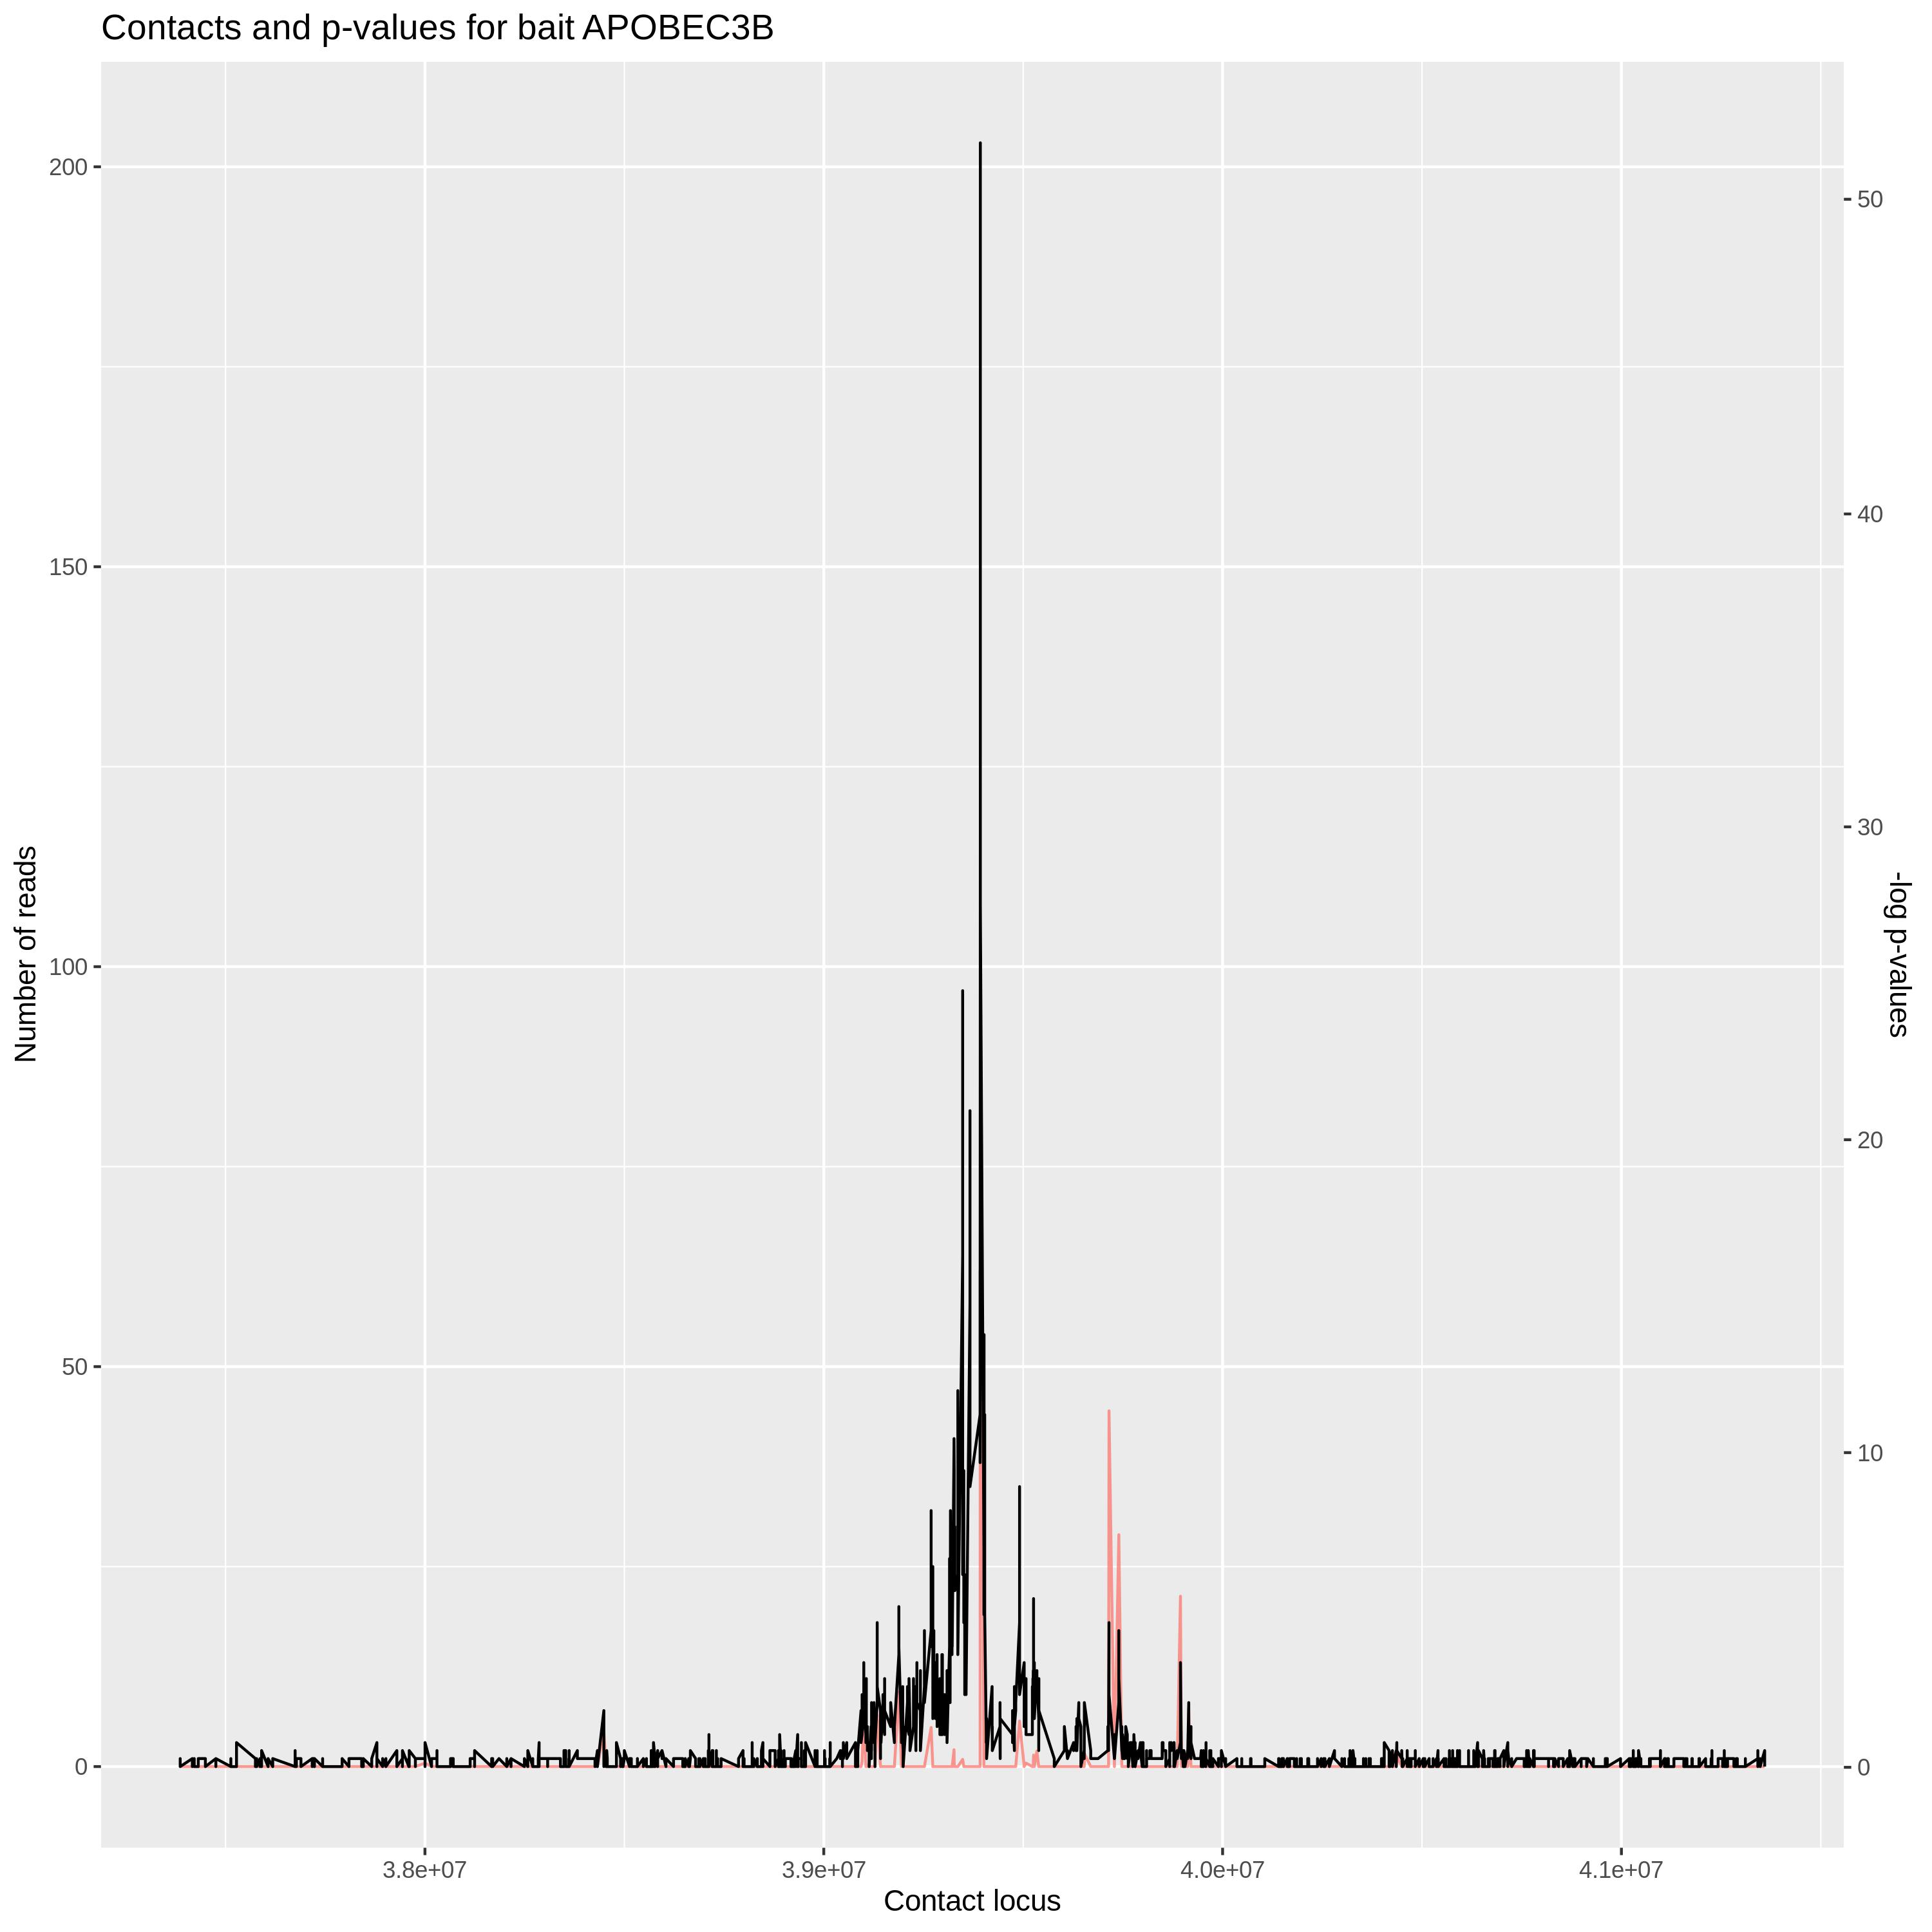 Contacts and p-values for bait APOBEC3B
200
150
100
50
0
Number of reads
50
40
30
20
10
0
-log p-values
3.8e+07
3.9e+07
4.0e+07
4.1e+07
Contact locus